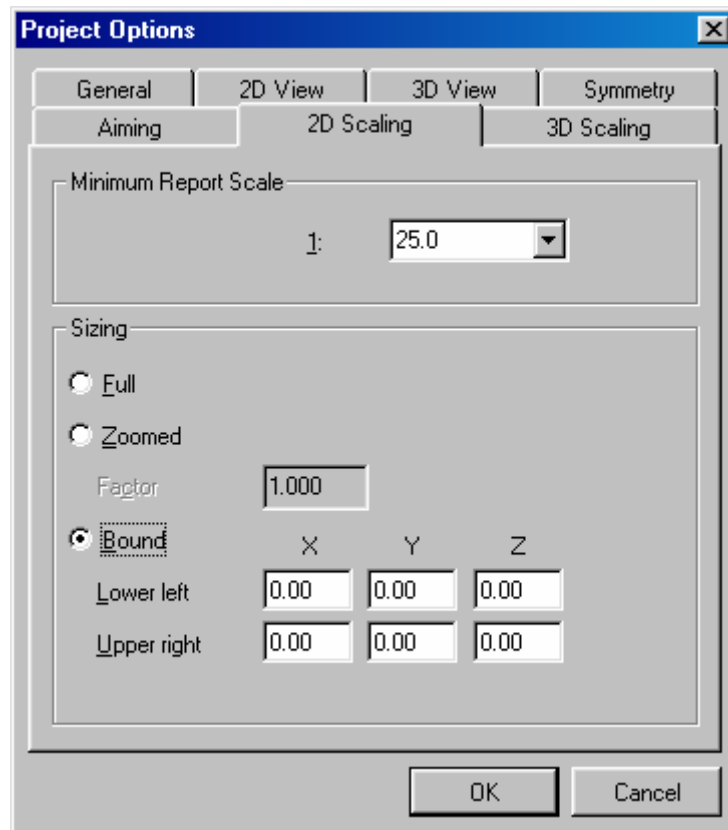 Project Options
General 2D View 3D View Symmetry
Aiming 2D Scaling 3D Scaling
Minimum Report Scale
1: 25.0
Sizing
Full
Zoomed
Factor 1.000
Bound X Y Z
Lower left 0.00 0.00 0.00
Upper right 0.00 0.00 0.00
OK Cancel